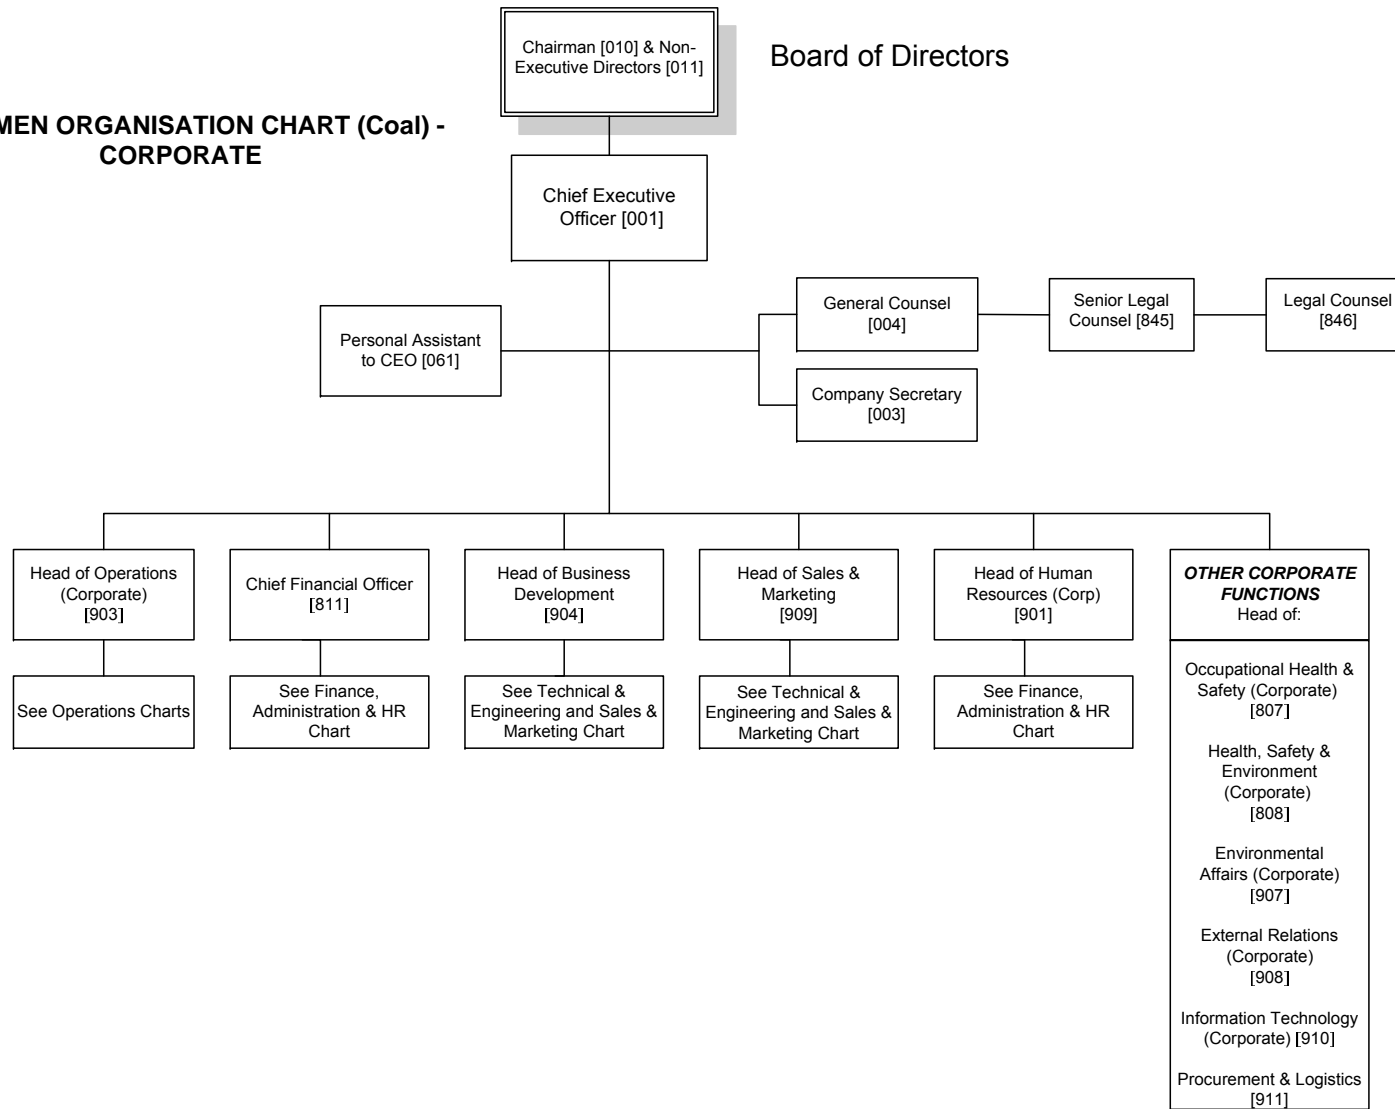 Chairman [010] & Non-
Executive Directors [011]
Board of Directors
MEN ORGANISATION CHART (Coal) -
CORPORATE
Chief Executive
Officer [001]
Personal Assistant
to CEO [061]
General Counsel
[004]
Senior Legal
Counsel [845]
Legal Counsel
[846]
Company Secretary
[003]
Head of Operations
(Corporate)
[903]
Chief Financial Officer
[811]
Head of Business
Development
[904]
Head of Sales &
Marketing
[909]
Head of Human
Resources (Corp)
[901]
OTHER CORPORATE
FUNCTIONS
Head of:
See Operations Charts
See Finance,
Administration & HR
Chart
See Technical &
Engineering and Sales &
Marketing Chart
See Technical &
Engineering and Sales &
Marketing Chart
See Finance,
Administration & HR
Chart
Occupational Health &
Safety (Corporate)
[807]
Health, Safety &
Environment
(Corporate)
[808]
Environmental
Affairs (Corporate)
[907]
External Relations
(Corporate)
[908]
Information Technology
(Corporate) [910]
Procurement & Logistics
[911]